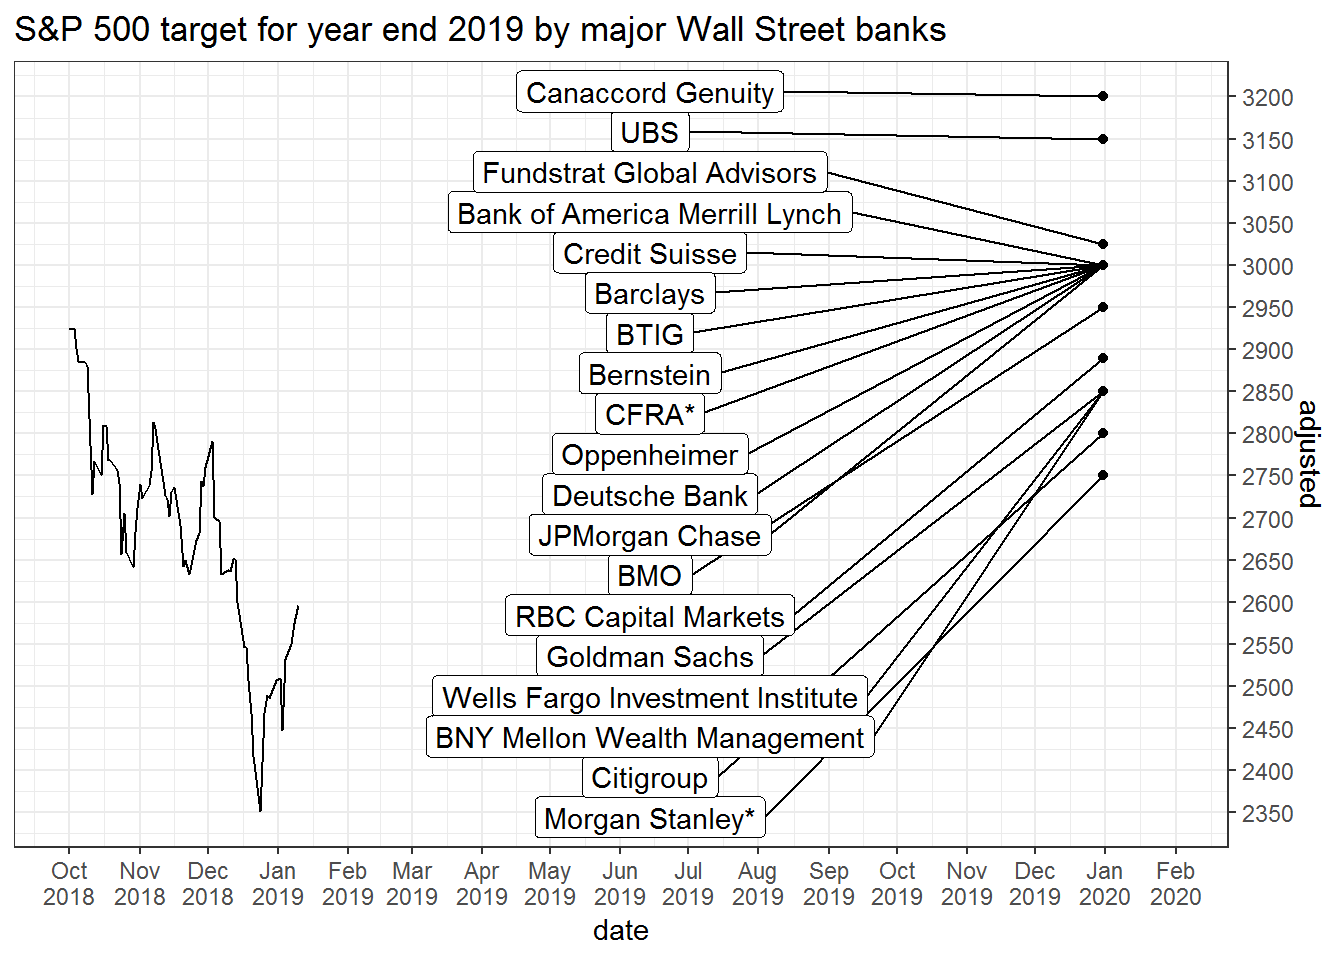 S&P 500 target for year end 2019 by major Wall Street banks
Canaccord Genuity
UBS
Fundstrat Global Advisors
Bank of America Merrill Lynch
Credit Suisse
Barclays
BTIG
Bernstein
CFRA*
Oppenheimer
Deutsche Bank
JPMorgan Chase
BMO
RBC Capital Markets
Goldman Sachs
Wells Fargo Investment Institute
BNY Mellon Wealth Management
Citigroup
Morgan Stanley*
3200
3150
3100
3050
3000
2950
2900
2850
2800
2750
2700
2650
2600
2550
2500
2450
2400
2350
adjusted
Oct Nov Dec Jan Feb Mar Apr May Jun Jul Aug Sep Oct Nov Dec Jan Feb
2018 2018 2018 2019 2019 2019 2019 2019 2019 2019 2019 2019 2019 2019 2019 2020 2020
date